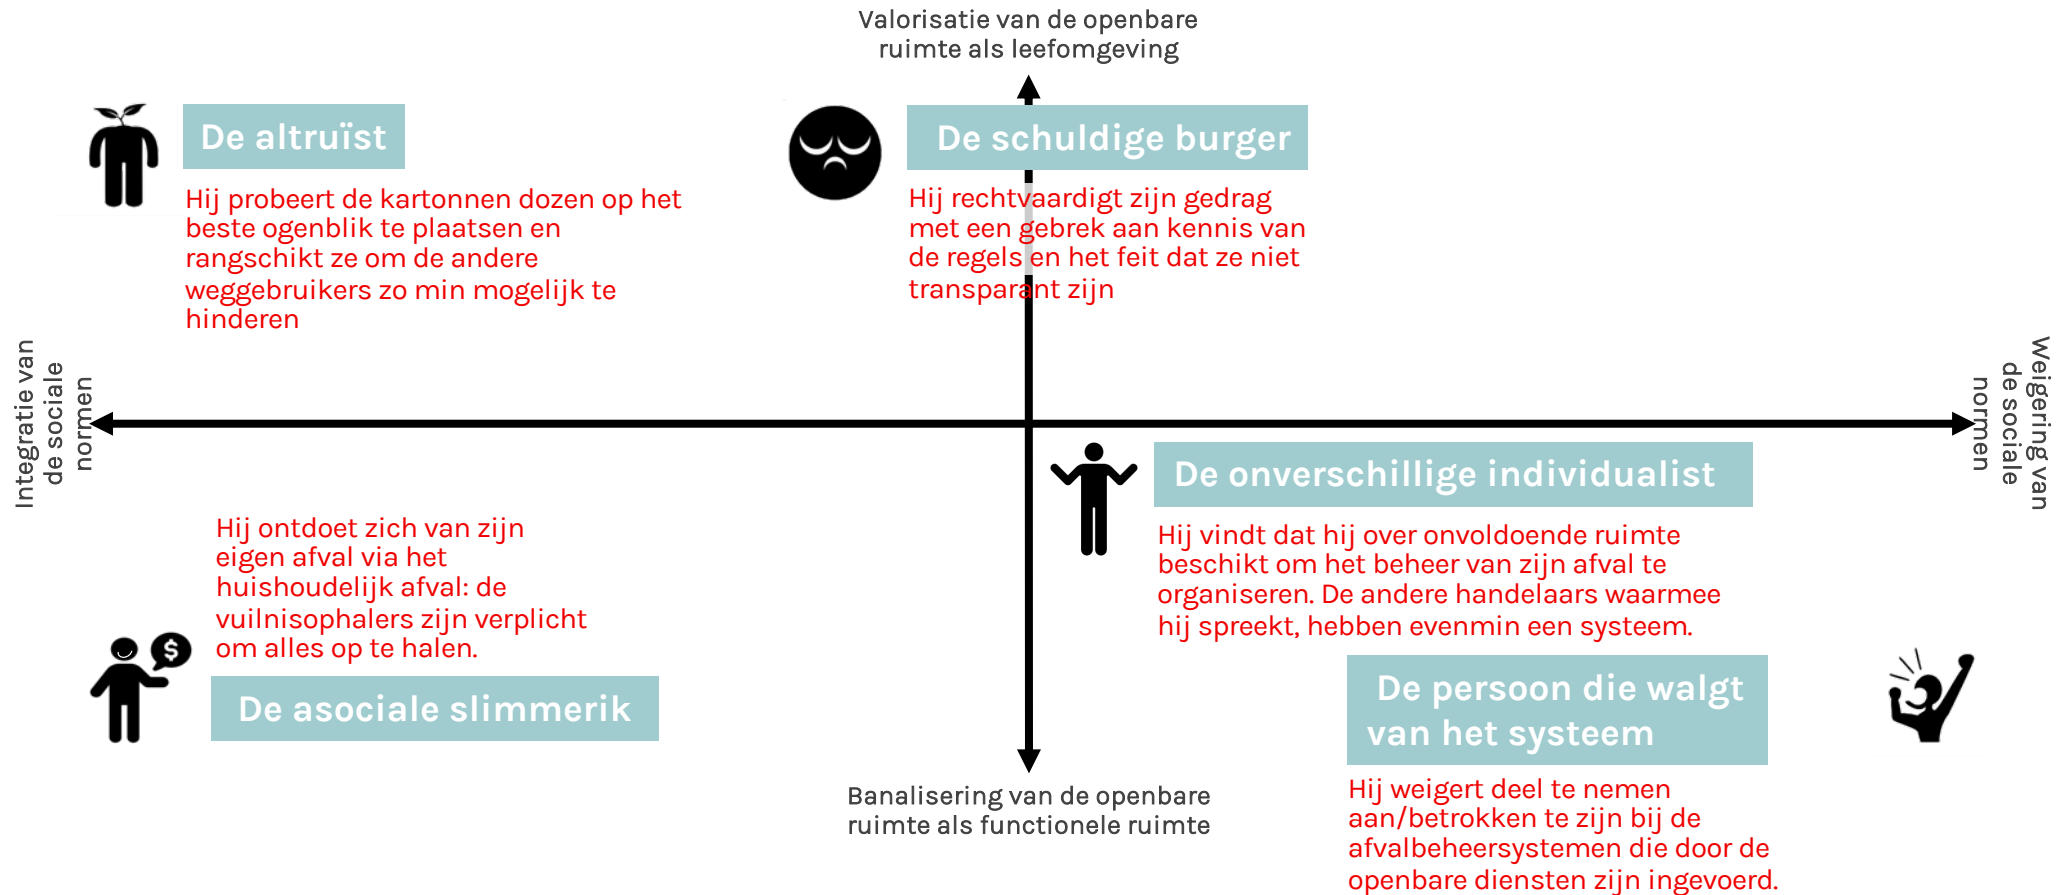 Valorisatie van de openbare
ruimte als leefomgeving
De altruïst
Hij probeert de kartonnen dozen op het
beste ogenblik te plaatsen en
rangschikt ze om de andere
weggebruikers zo min mogelijk te
hinderen
De schuldige burger
Hij rechtvaardigt zijn gedrag
met een gebrek aan kennis van
de regels en het feit dat ze niet
transparant zijn
Integratie van
de sociale
normen
Weigering van
de sociale
normen
De onverschillige individualist
Hij vindt dat hij over onvoldoende ruimte
beschikt om het beheer van zijn afval te
organiseren. De andere handelaars waarmee
hij spreekt, hebben evenmin een systeem.
Hij ontdoet zich van zijn
eigen afval via het
huishoudelijk afval: de
vuilnisophalers zijn verplicht
om alles op te halen.
$
De asociale slimmerik
De persoon die walgt
van het systeem
Hij weigert deel te nemen
aan/betrokken te zijn bij de
afvalbeheersystemen die door de
openbare diensten zijn ingevoerd.
Banalisering van de openbare
ruimte als functionele ruimte